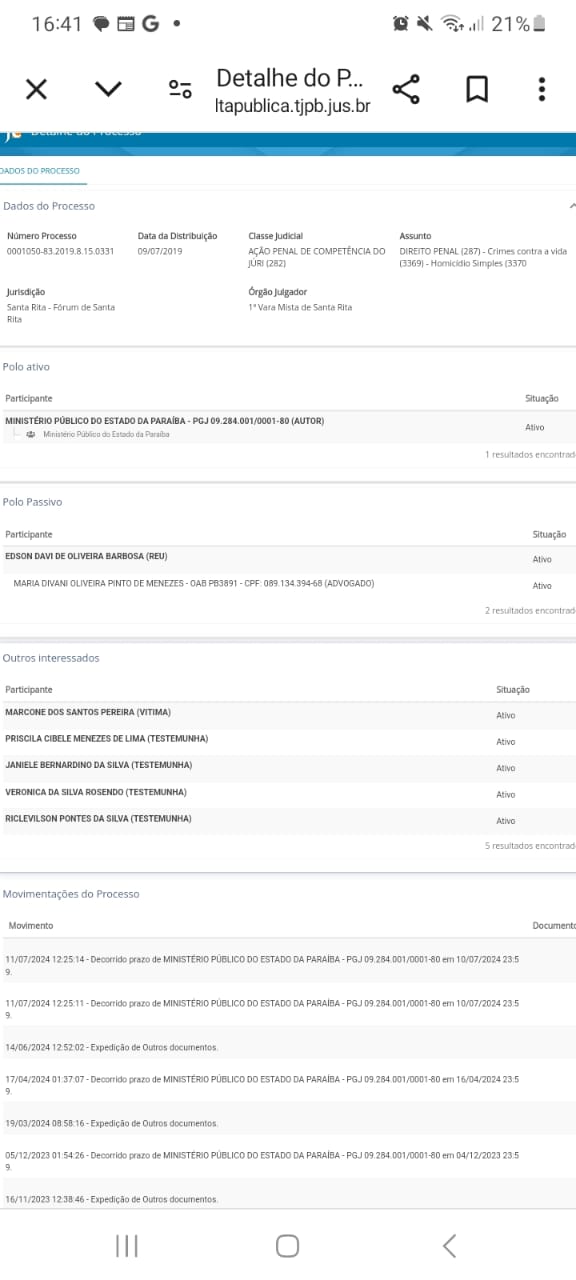 16:41 21%
Detalhe do P...
ltapublica.tjpb.jus.br
Detalhe do Processo
DADOS DO PROCESSO
Dados do Processo
Número Processo Data da Distribuição Classe Judicial Assunto
0001050-83.2019.8.15.0331 09/07/2019 AÇÃO PENAL DE COMPETÊNCIA DO DIREITO PENAL (287) - Crimes contra a vida
JÚRI (282) (3369) - Homicídio Simples (3370
Jurisdição Órgão Julgador
Santa Rita - Fórum de Santa 1ª Vara Mista de Santa Rita
Rita
Polo ativo
Participante Situação
MINISTÉRIO PÚBLICO DO ESTADO DA PARAÍBA - PGJ 09.284.001/0001-80 (AUTOR) Ativo
Ministério Público do Estado da Paraíba
1 resultados encontrad
Polo Passivo
Participante Situação
EDSON DAVI DE OLIVEIRA BARBOSA (REU) Ativo
MARIA DIVANI OLIVEIRA PINTO DE MENEZES - OAB PB3891 - CPF: 089.134.394-68 (ADVOGADO) Ativo
2 resultados encontrad
Outros interessados
Participante Situação
MARCONE DOS SANTOS PEREIRA (VITIMA) Ativo
PRISCILA CIBELE MENEZES DE LIMA (TESTEMUNHA) Ativo
JANIELE BERNARDINO DA SILVA (TESTEMUNHA) Ativo
VERONICA DA SILVA ROSENDO (TESTEMUNHA) Ativo
RICLEVILSON PONTES DA SILVA (TESTEMUNHA) Ativo
5 resultados encontrad
Movimentações do Processo
Movimento Documento
11/07/2024 12:25:14 - Decorrido prazo de MINISTÉRIO PÚBLICO DO ESTADO DA PARAÍBA - PGJ 09.284.001/0001-80 em 10/07/2024 23:5
9.
11/07/2024 12:25:11 - Decorrido prazo de MINISTÉRIO PÚBLICO DO ESTADO DA PARAÍBA - PGJ 09.284.001/0001-80 em 10/07/2024 23:5
9.
14/06/2024 12:52:02 - Expedição de Outros documentos.
17/04/2024 01:37:07 - Decorrido prazo de MINISTÉRIO PÚBLICO DO ESTADO DA PARAÍBA - PGJ 09.284.001/0001-80 em 16/04/2024 23:5
9.
19/03/2024 08:58:16 - Expedição de Outros documentos.
05/12/2023 01:54:26 - Decorrido prazo de MINISTÉRIO PÚBLICO DO ESTADO DA PARAÍBA - PGJ 09.284.001/0001-80 em 04/12/2023 23:5
9.
16/11/2023 12:38:46 - Expedição de Outros documentos.